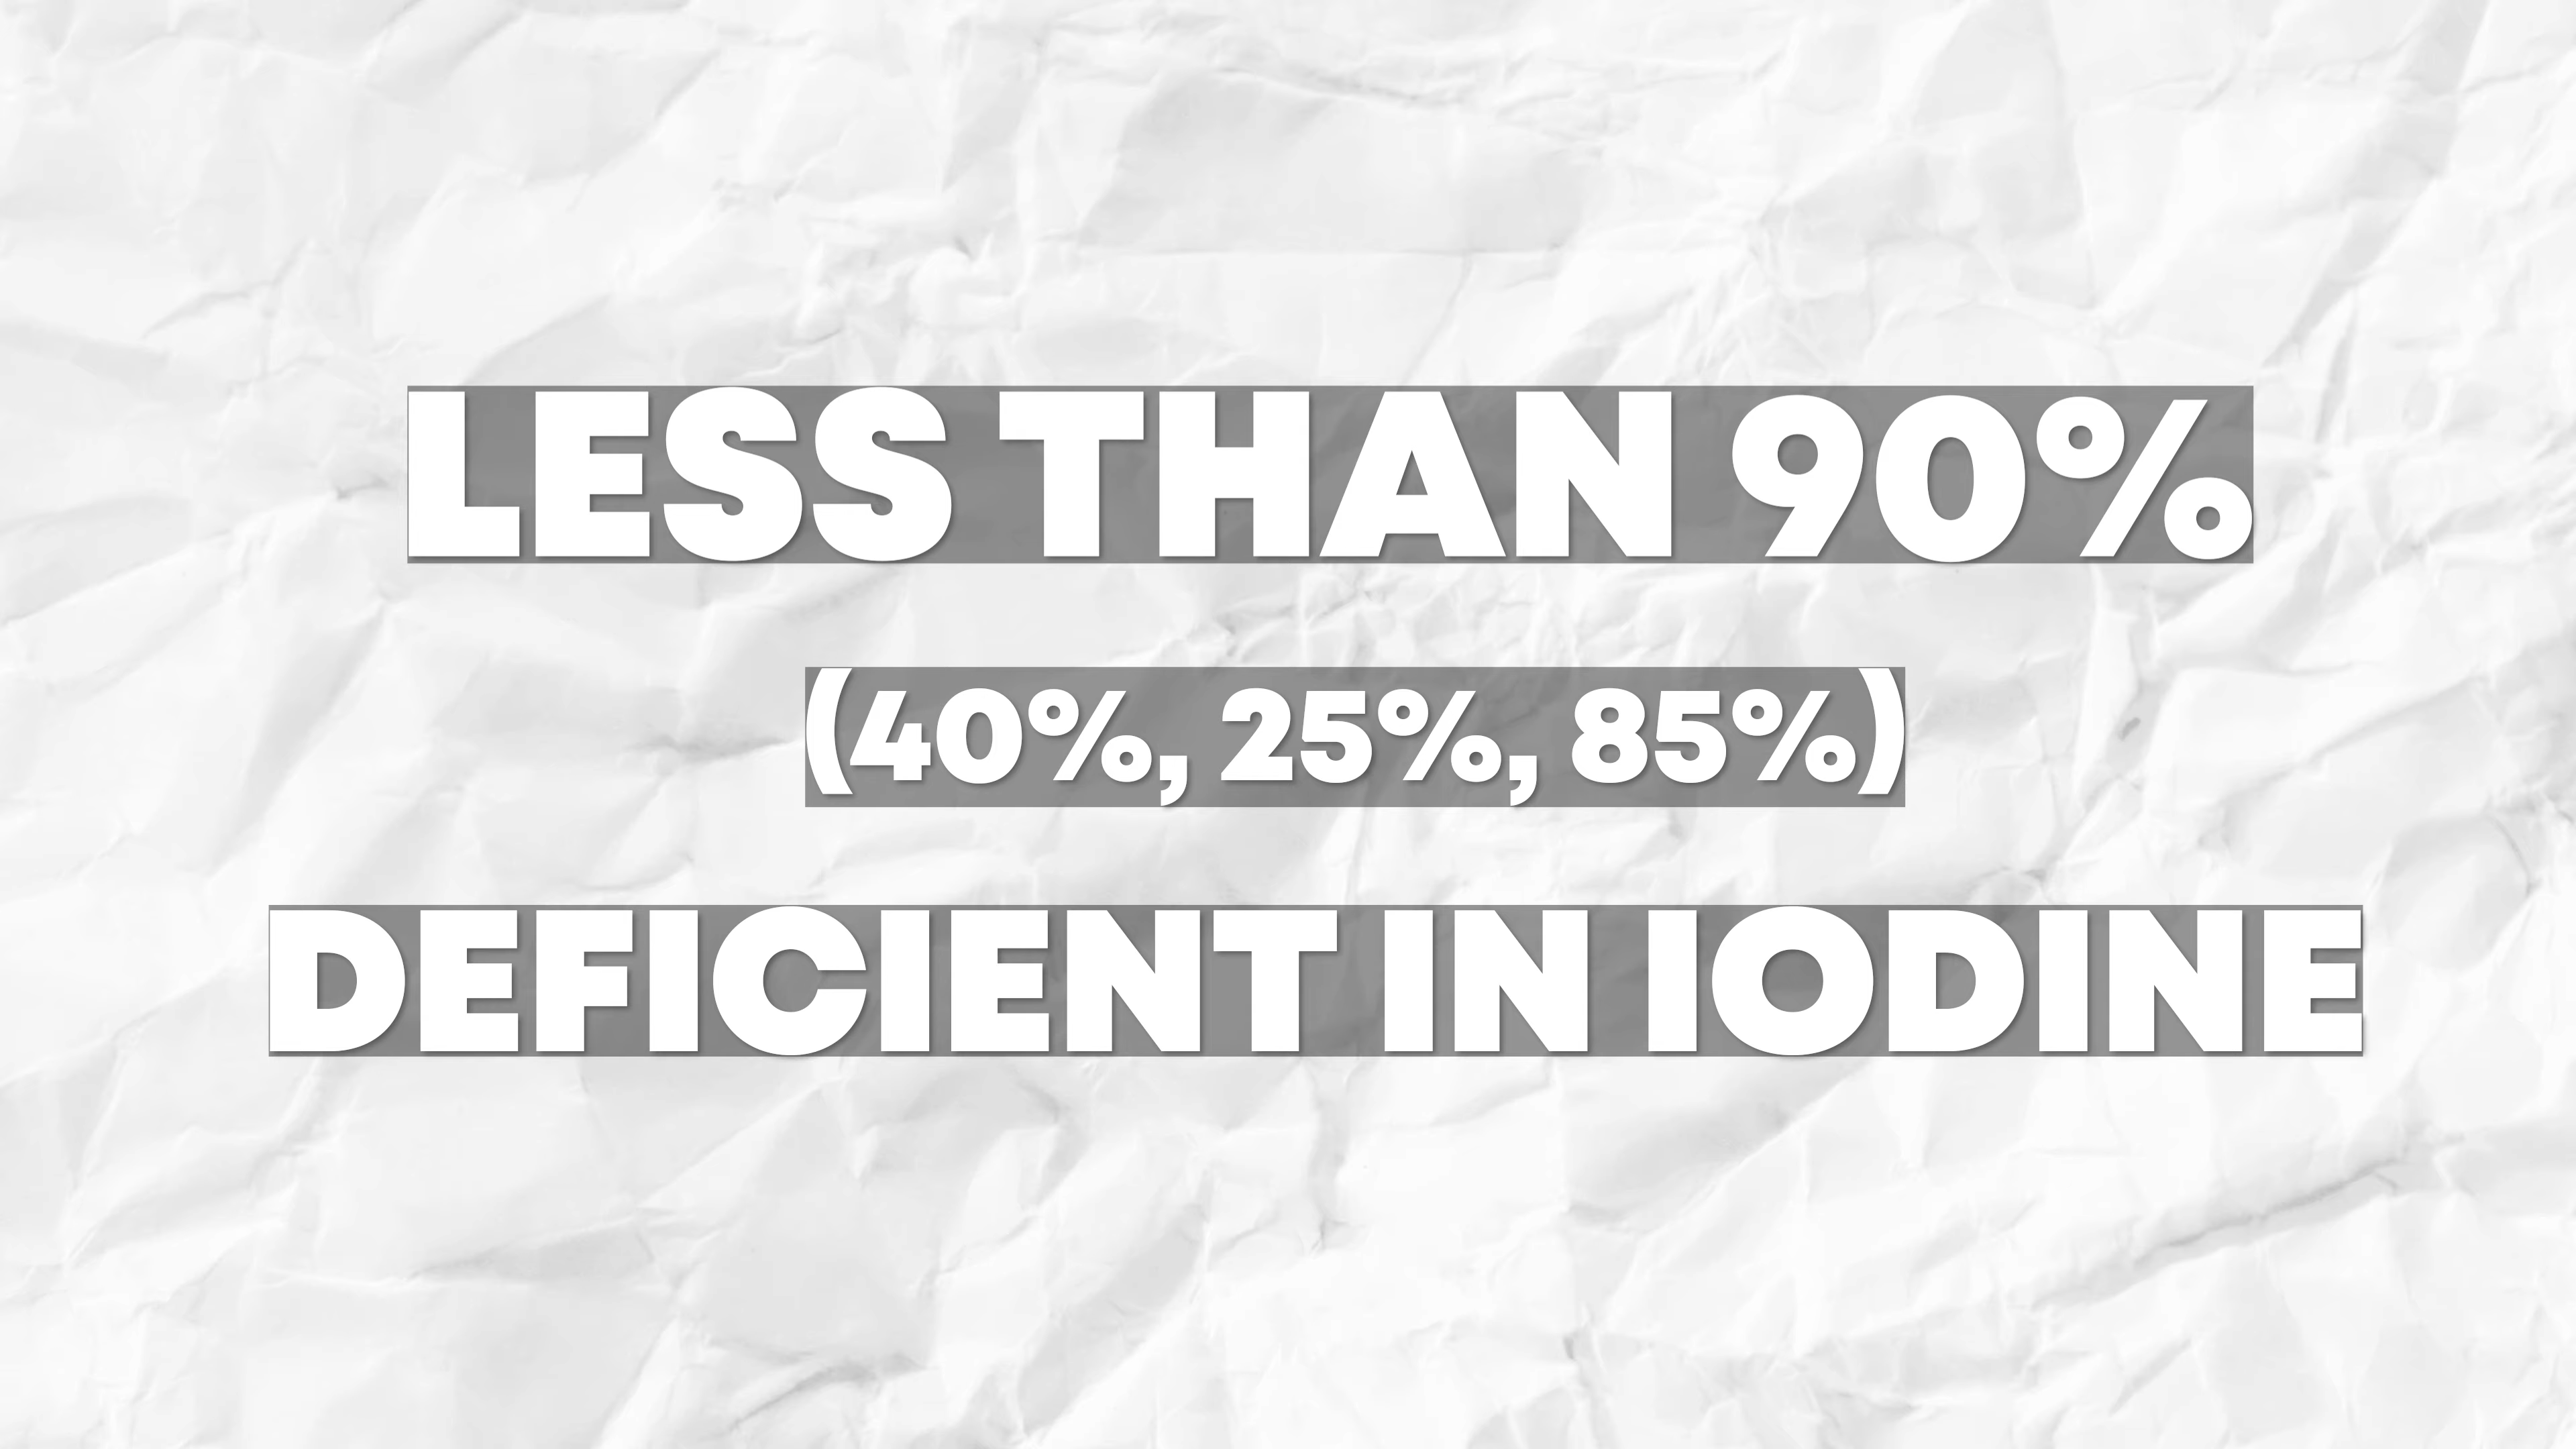 LESS THAN 90%
(40%, 25%, 85%)
DEFICIENT IN IODINE